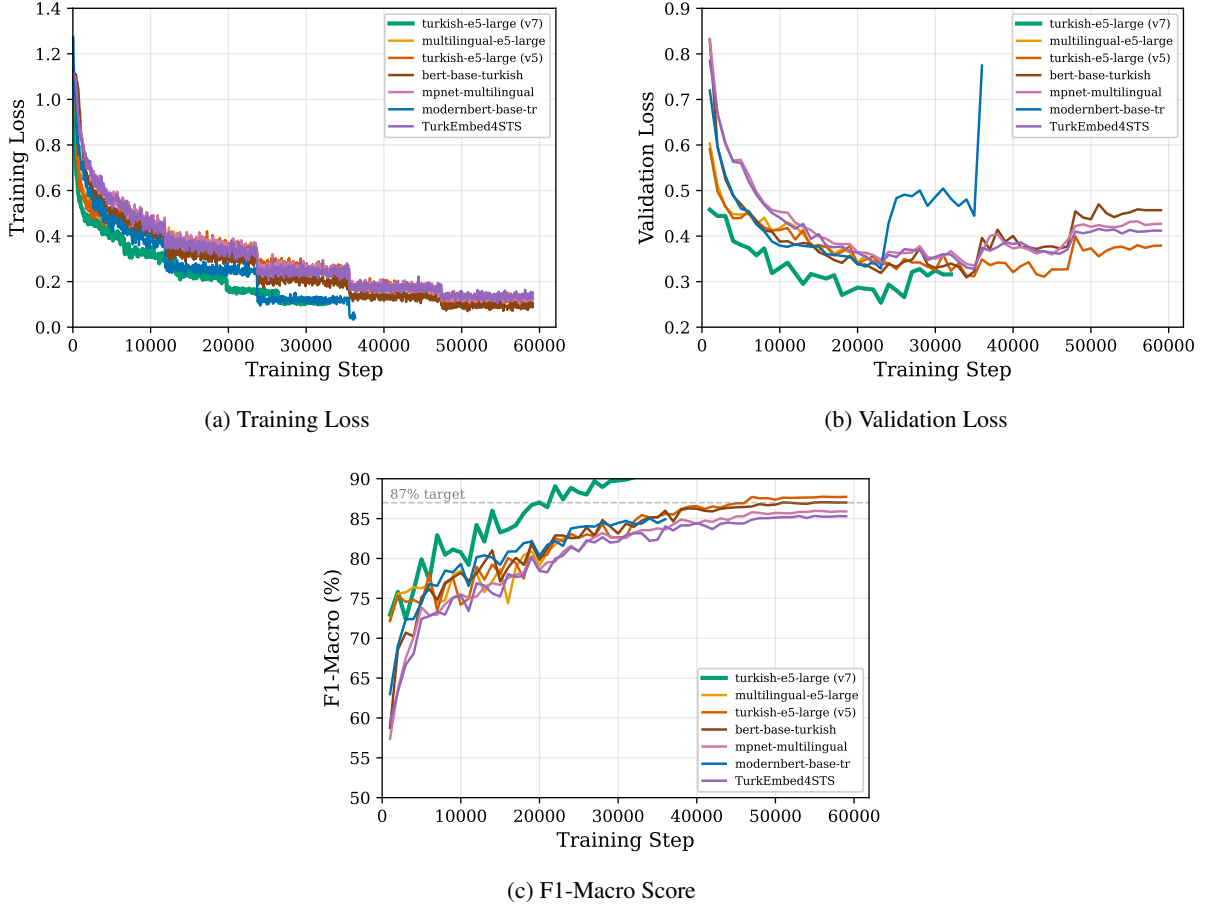 1.4
1.2
1.0
0.8
0.6
0.4
0.2
0.0
Training Loss
0 10000 20000 30000 40000 50000 60000
Training Step
turkish-e5-large (v7)
multilingual-e5-large
turkish-e5-large (v5)
bert-base-turkish
mpnet-multilingual
modernbert-base-tr
TurkEmbed4STS
(a) Training Loss
0.9
0.8
0.7
0.6
0.5
0.4
0.3
0.2
Validation Loss
0 10000 20000 30000 40000 50000 60000
Training Step
turkish-e5-large (v7)
multilingual-e5-large
turkish-e5-large (v5)
bert-base-turkish
mpnet-multilingual
modernbert-base-tr
TurkEmbed4STS
(b) Validation Loss
90
85
80
75
70
65
60
55
50
F1-Macro (%)
87% target
0 10000 20000 30000 40000 50000 60000
Training Step
turkish-e5-large (v7)
multilingual-e5-large
turkish-e5-large (v5)
bert-base-turkish
mpnet-multilingual
modernbert-base-tr
TurkEmbed4STS
(c) F1-Macro Score